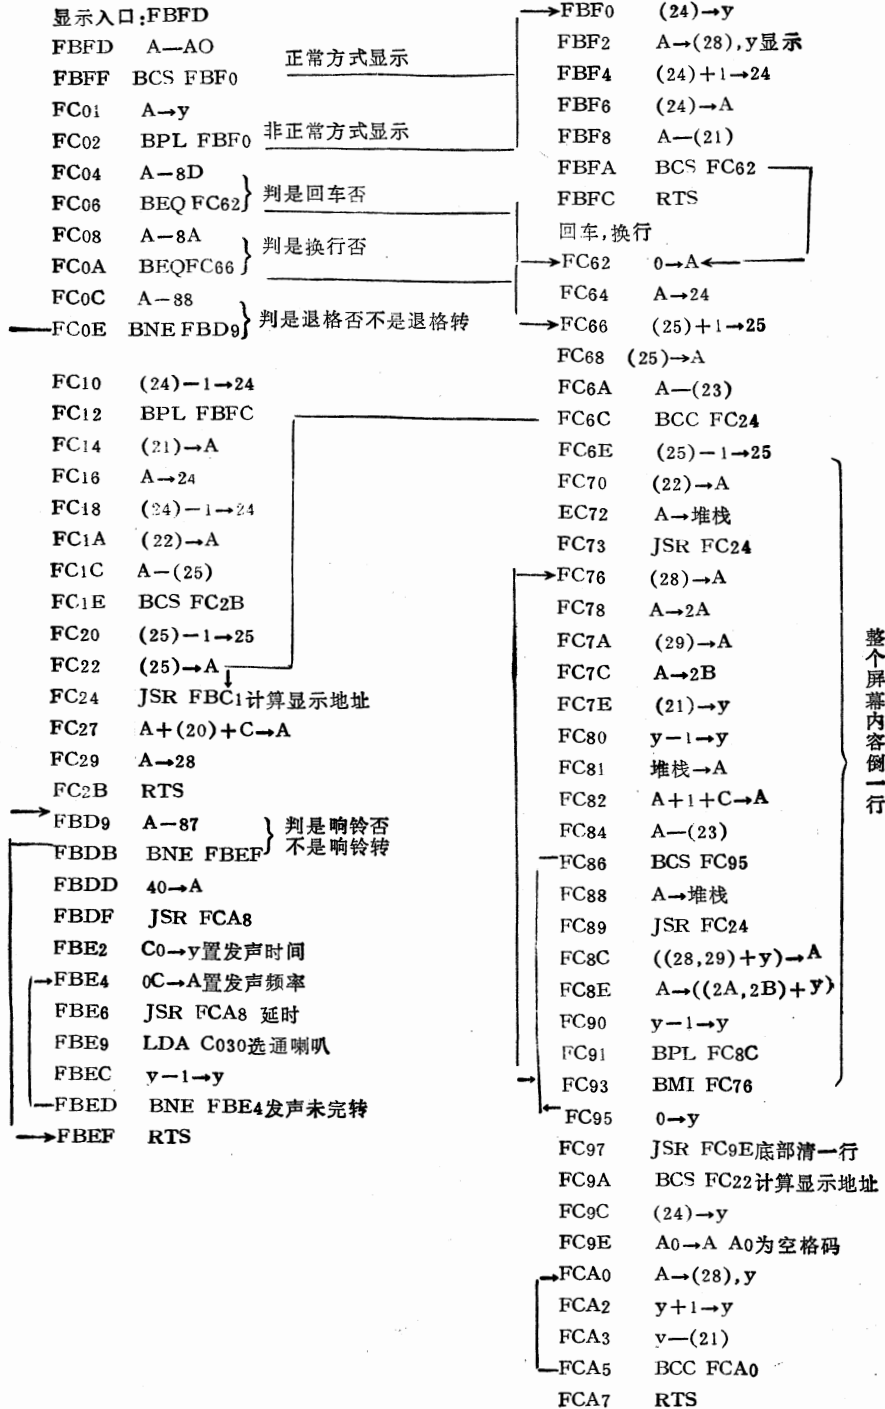 显示入口:FBFD
FBFD A—A0
FBFF BCS FBF0 正常方式显示
FC01 A→y
FC02 BPL FBF0 非正常方式显示
FC04 A—8D
FC06 BEQ FC62 判是回车否
FC08 A—8A
FC0A BEQFC66 判是换行否
FC0C A—88
FC0E BNE FBD9 判是退格否不是退格转
FC10 (24)—1→24
FC12 BPL FBFC
FC14 (21)→A
FC16 A→24
FC18 (24)—1→24
FC1A (22)→A
FC1C A—(25)
FC1E BCS FC2B
FC20 (25)—1→25
FC22 (25)→A
FC24 JSR FBC1计算显示地址
FC27 A+(20)+C→A
FC29 A→28
FC2B RTS
FBD9 A—87 判是响铃否
FBDB BNE FBEF 不是响铃转
FBDD 40→A
FBDF JSR FCA8
FBE2 C0→y置发声时间
FBE4 0C→A置发声频率
FBE6 JSR FCA8 延时
FBE9 LDA C030选通喇叭
FBEC y—1→y
FBED BNE FBE4发声未完转
FBEF RTS
FBF0 (24)→y
FBF2 A→(28),y显示
FBF4 (24)+1→24
FBF6 (24)→A
FBF8 A—(21)
FBFA BCS FC62
FBFC RTS
回车,换行
FC62 0→A
FC64 A→24
FC66 (25)+1→25
FC68 (25)→A
FC6A A—(23)
FC6C BCC FC24
FC6E (25)—1→25
FC70 (22)→A
EC72 A→堆栈
FC73 JSR FC24
FC76 (28)→A
FC78 A→2A
FC7A (29)→A
FC7C A→2B
FC7E (21)→y
FC80 y—1→y
FC81 堆栈→A
FC82 A+1+C→A
FC84 A—(23)
FC86 BCS FC95
FC88 A→堆栈
FC89 JSR FC24
FC8C ((28,29)+y)→A
FC8E A→((2A,2B)+y)
FC90 y—1→y
FC91 BPL FC8C
FC93 BMI FC76
FC95 0→y
FC97 JSR FC9E底部清一行
FC9A BCS FC22计算显示地址
FC9C (24)→y
FC9E A0→A A0为空格码
FCA0 A→(28),y
FCA2 y+1→y
FCA3 y—(21)
FCA5 BCC FCA0
FCA7 RTS
整个屏幕内容倒一行